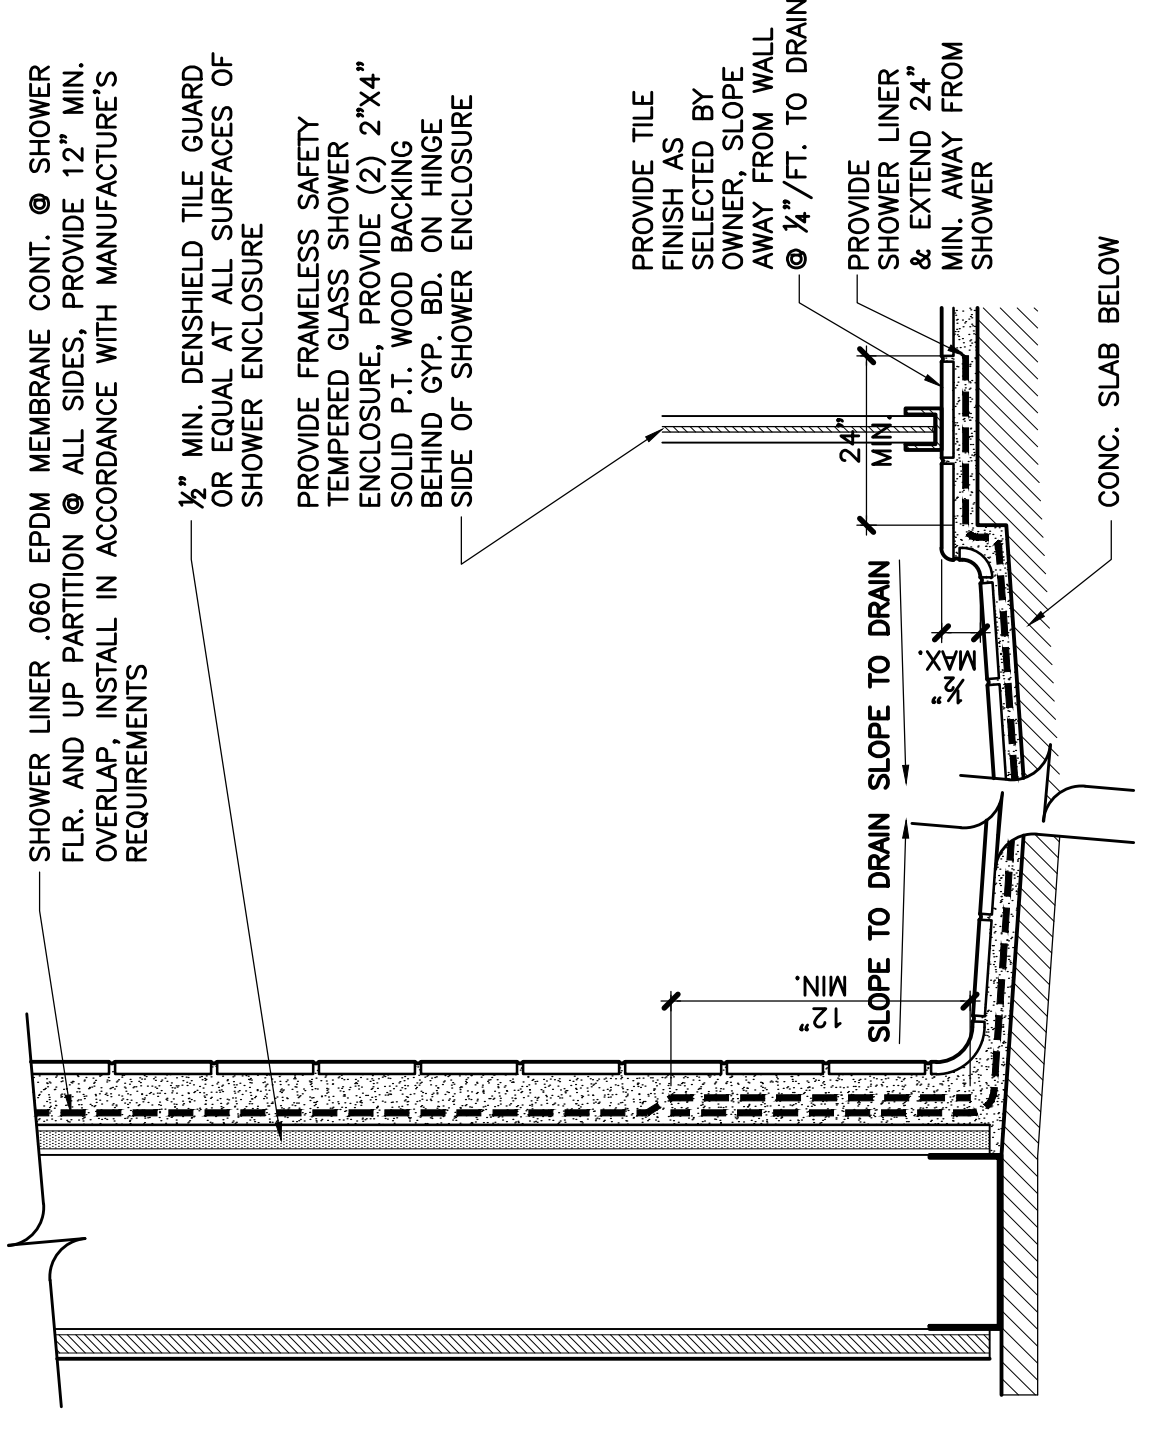 SHOWER LINER .060 EPDM MEMBRANE CONT. @ SHOWER
FLR. AND UP PARTITION @ ALL SIDES, PROVIDE 12" MIN.
OVERLAP, INSTALL IN ACCORDANCE WITH MANUFACTURE'S
REQUIREMENTS
½" MIN. DENSHIELD TILE GUARD
OR EQUAL AT ALL SURFACES OF
SHOWER ENCLOSURE
PROVIDE FRAMELESS SAFETY
TEMPERED GLASS SHOWER
ENCLOSURE, PROVIDE (2) 2"X4"
SOLID P.T. WOOD BACKING
BEHIND GYP. BD. ON HINGE
SIDE OF SHOWER ENCLOSURE
PROVIDE TILE
FINISH AS
SELECTED BY
OWNER, SLOPE
AWAY FROM WALL
@ ¼"/FT. TO DRAIN
PROVIDE
SHOWER LINER
& EXTEND 24"
MIN. AWAY FROM
SHOWER
24"
MIN.
12"
MIN.
SLOPE TO DRAIN
SLOPE TO DRAIN
½"
MAX.
CONC. SLAB BELOW